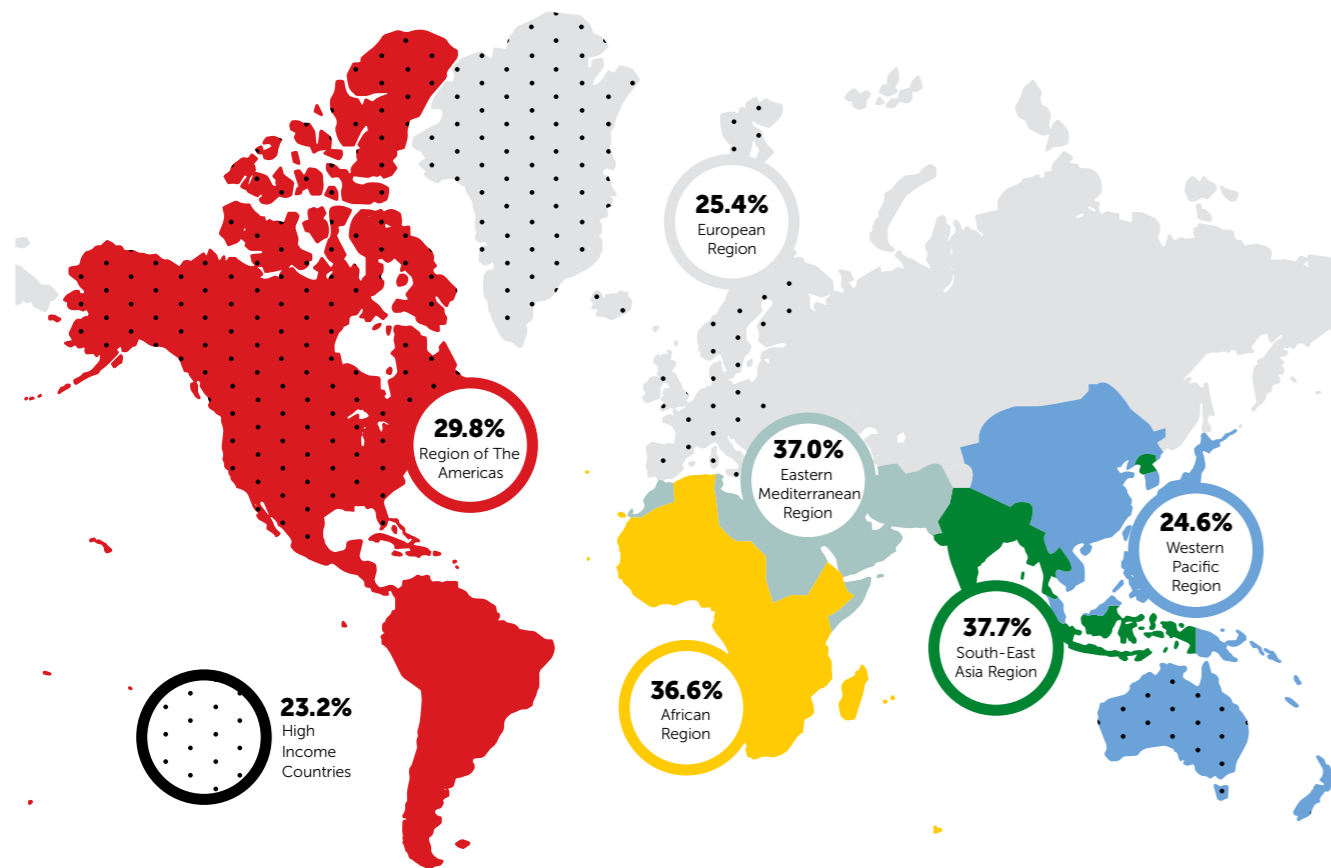 25.4%
European
Region
29.8%
Region of The
Americas
37.0%
Eastern
Mediterranean
Region
24.6%
Western
Pacific
Region
37.7%
South-East
Asia Region
36.6%
African
Region
23.2%
High
Income
Countries